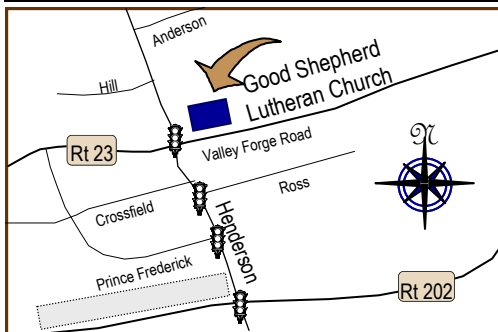 Anderson
Hill
Good Shepherd
Lutheran Church
N
Rt 23
Valley Forge Road
Ross
Crossfield
Henderson
Prince Frederick
Rt 202